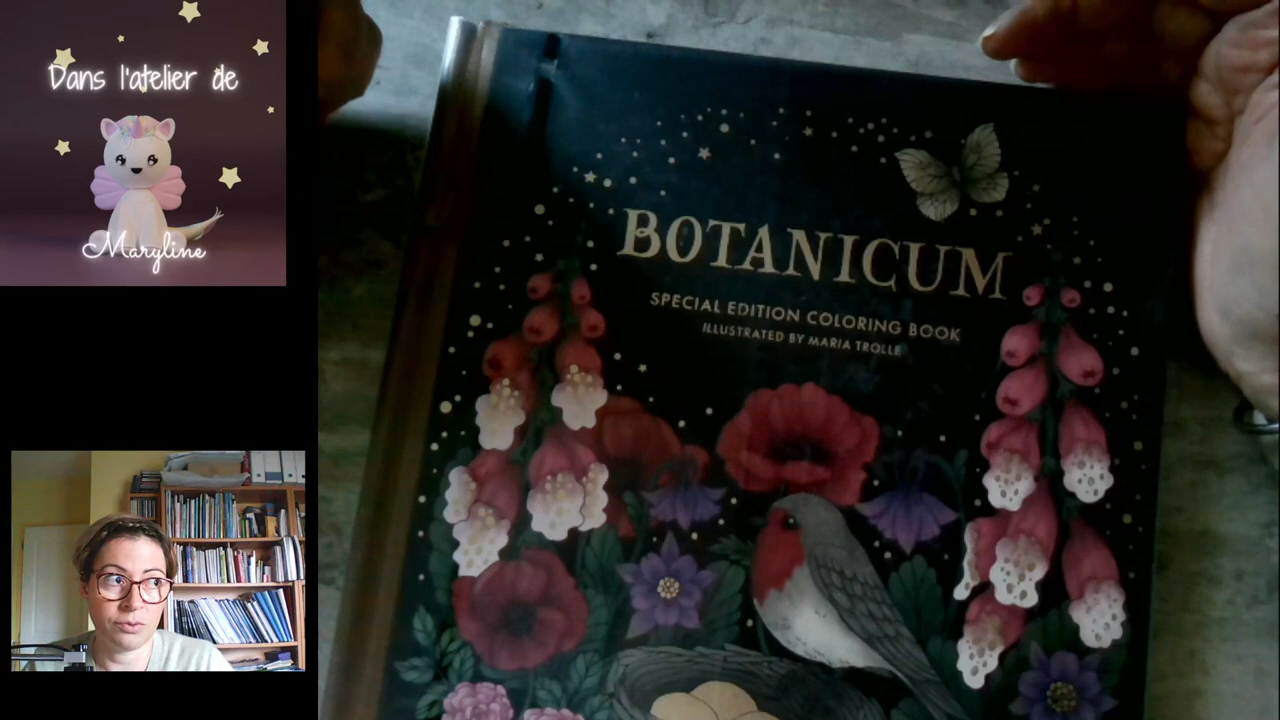 Dans l'atelier de
Maryline
BOTANICUM
SPECIAL EDITION COLORING BOOK
ILLUSTRATED BY MARIA TROLLE